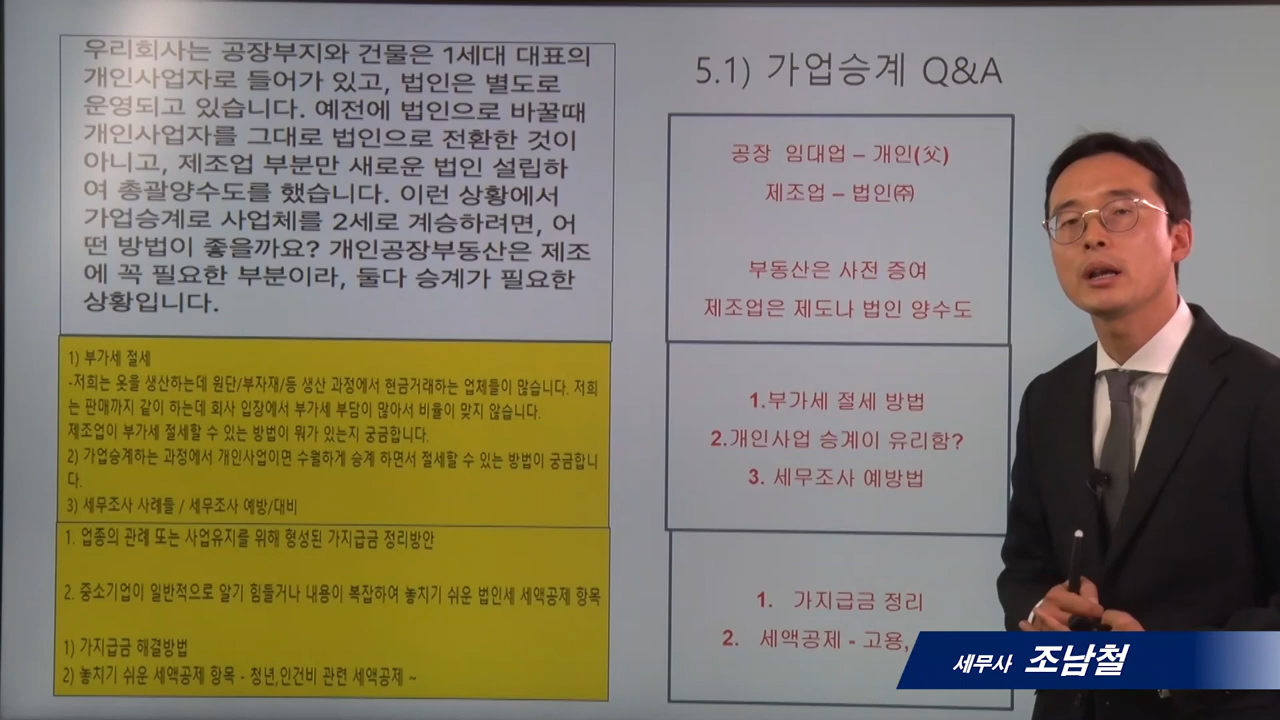 우리회사는 공장부지와 건물은 1세대 대표의
개인사업자로 들어가 있고, 법인은 별도로
운영되고 있습니다. 예전에 법인으로 바꿀때
개인사업자를 그대로 법인으로 전환한 것이
아니고, 제조업 부분만 새로운 법인 설립하
여 총괄양수도를 했습니다. 이런 상황에서
가업승계로 사업체를 2세로 계승하려면, 어
떤 방법이 좋을까요? 개인공장부동산은 제조
에 꼭 필요한 부분이라, 둘다 승계가 필요한
상황입니다.
1) 부가세 절세
-저희는 옷을 생산하는데 원단/부자재/등 생산 과정에서 현금거래하는 업체들이 많습니다. 저희
는 판매까지 같이 하는데 회사 입장에서 부가세 부담이 많아서 비율이 맞지 않습니다.
제조업이 부가세 절세할 수 있는 방법이 뭐가 있는지 궁금합니다.
2) 가업승계하는 과정에서 개인사업이면 수월하게 승계 하면서 절세할 수 있는 방법이 궁금합니
다.
3) 세무조사 사례들 / 세무조사 예방/대비
1. 업종의 관례 또는 사업유지를 위해 형성된 가지급금 정리방안
2. 중소기업이 일반적으로 알기 힘들거나 내용이 복잡하여 놓치기 쉬운 법인세 세액공제 항목
1) 가지급금 해결방법
2) 놓치기 쉬운 세액공제 항목 - 청년,인건비 관련 세액공제 ~
5.1) 가업승계 Q&A
공장 임대업 – 개인(父)
제조업 – 법인㈜
부동산은 사전 증여
제조업은 제도나 법인 양수도
1.부가세 절세 방법
2.개인사업 승계이 유리함?
3. 세무조사 예방법
1. 가지급금 정리
2. 세액공제 - 고용,
세무사 조남철